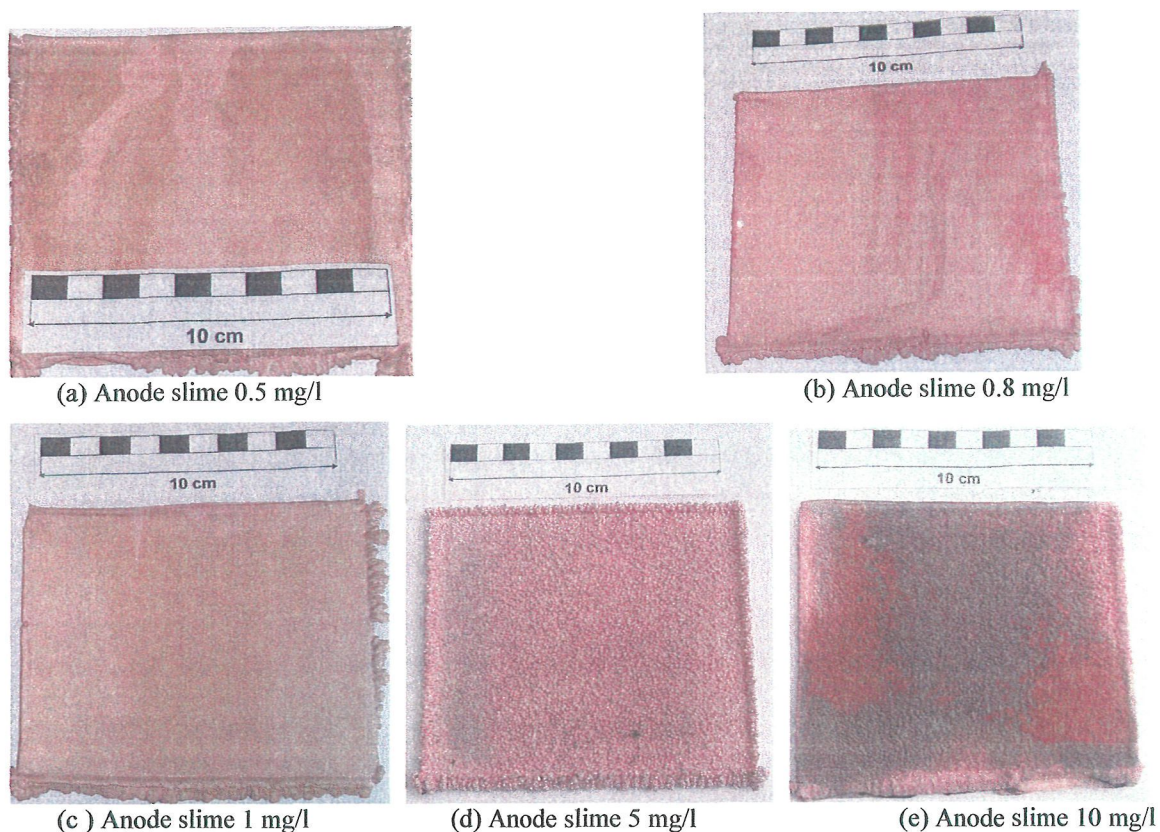 10 cm
10 cm
(a) Anode slime 0.5 mg/l
(b) Anode slime 0.8 mg/l
10 cm
10 cm
10 cm
(c ) Anode slime 1 mg/l
(d) Anode slime 5 mg/l
(e) Anode slime 10 mg/l